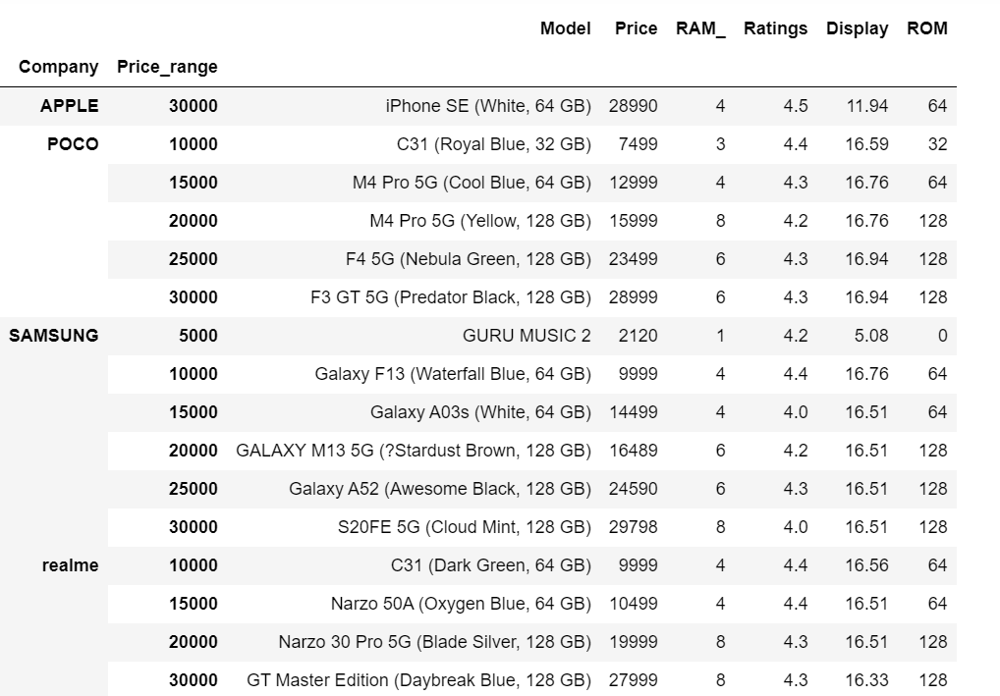 Model Price RAM_ Ratings Display ROM
Company Price_range
APPLE 30000 iPhone SE (White, 64 GB) 28990 4 4.5 11.94 64
POCO 10000 C31 (Royal Blue, 32 GB) 7499 3 4.4 16.59 32
15000 M4 Pro 5G (Cool Blue, 64 GB) 12999 4 4.3 16.76 64
20000 M4 Pro 5G (Yellow, 128 GB) 15999 8 4.2 16.76 128
25000 F4 5G (Nebula Green, 128 GB) 23499 6 4.3 16.94 128
30000 F3 GT 5G (Predator Black, 128 GB) 28999 6 4.3 16.94 128
SAMSUNG 5000 GURU MUSIC 2 2120 1 4.2 5.08 0
10000 Galaxy F13 (Waterfall Blue, 64 GB) 9999 4 4.4 16.76 64
15000 Galaxy A03s (White, 64 GB) 14499 4 4.0 16.51 64
20000 GALAXY M13 5G (?Stardust Brown, 128 GB) 16489 6 4.2 16.51 128
25000 Galaxy A52 (Awesome Black, 128 GB) 24590 6 4.3 16.51 128
30000 S20FE 5G (Cloud Mint, 128 GB) 29798 8 4.0 16.51 128
realme 10000 C31 (Dark Green, 64 GB) 9999 4 4.4 16.56 64
15000 Narzo 50A (Oxygen Blue, 64 GB) 10499 4 4.4 16.51 64
20000 Narzo 30 Pro 5G (Blade Silver, 128 GB) 19999 8 4.3 16.51 128
30000 GT Master Edition (Daybreak Blue, 128 GB) 27999 8 4.3 16.33 128